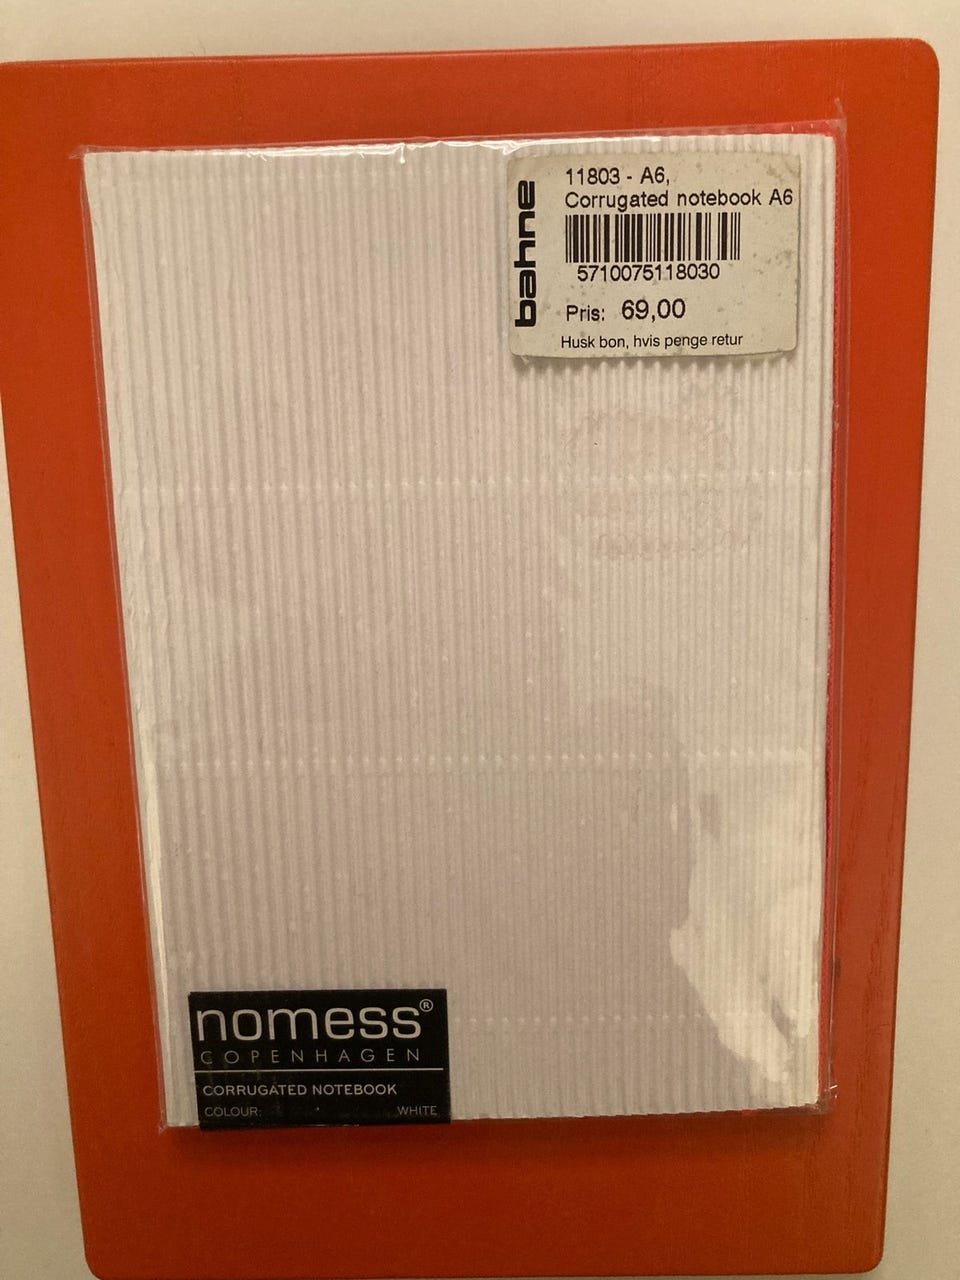 bahne
11803 - A6,
Corrugated notebook A6
5710075118030
Pris: 69,00
Husk bon, hvis penge retur
nomess®
COPENHAGEN
CORRUGATED NOTEBOOK
COLOUR: WHITE